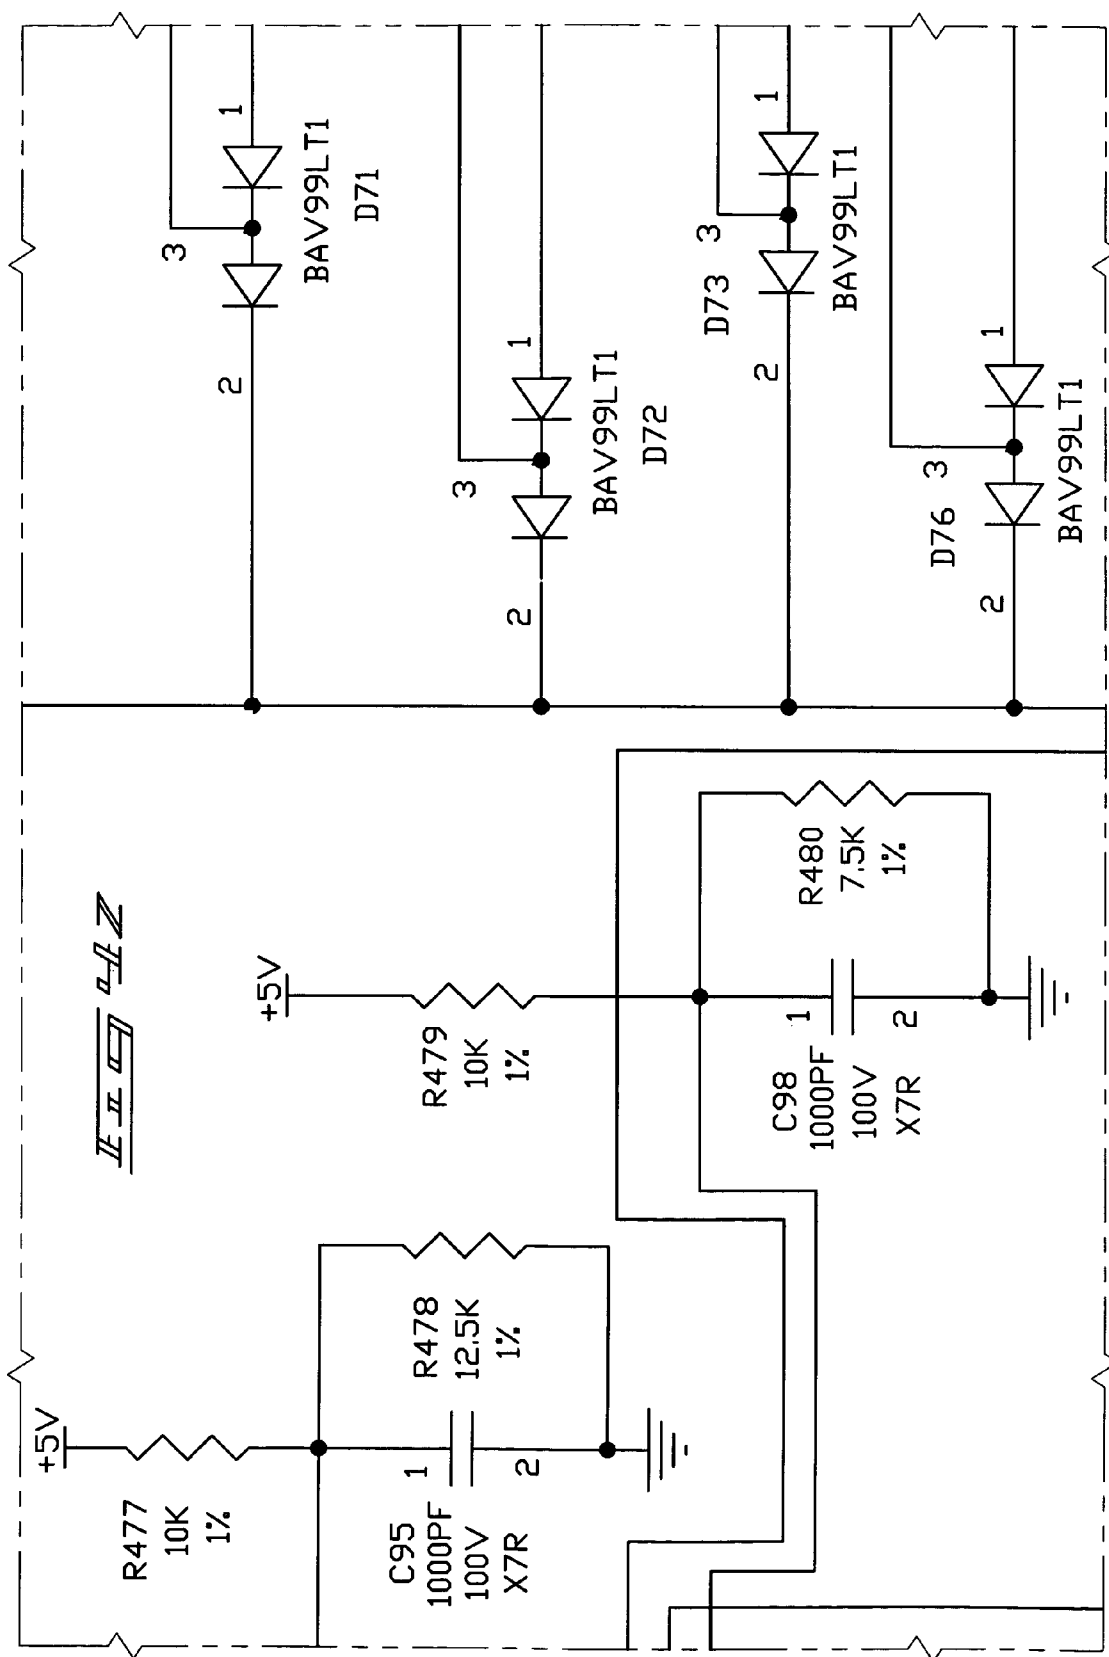 FIG 42
1
BAV99LT1
D71
3
2
1
BAV99LT1
D72
3
2
1
BAV99LT1
D73
3
2
1
BAV99LT1
D76
3
2
+5V
R477
10K
1%
R478
12.5K
1%
1
2
C95
1000PF
100V
X7R
+5V
R479
10K
1%
R480
7.5K
1%
1
2
C98
1000PF
100V
X7R